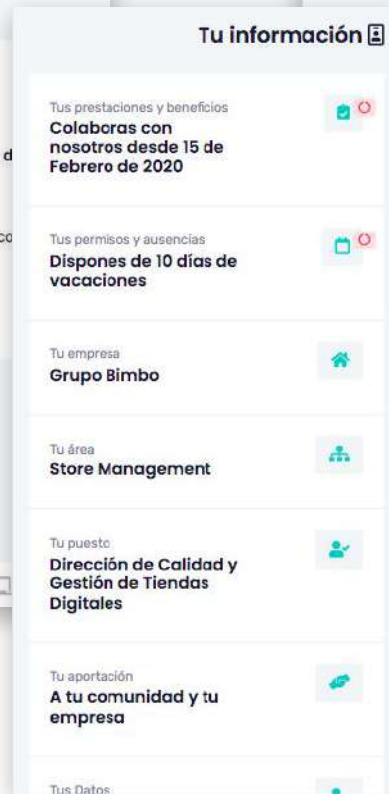 Tu información
Tus prestaciones y beneficios
Colaboras con
nosotros desde 15 de
Febrero de 2020
Tus permisos y ausencias
Dispones de 10 días de
vacaciones
Tu empresa
Grupo Bimbo
Tu área
Store Management
Tu puesto
Dirección de Calidad y
Gestión de Tiendas
Digitales
Tu aportación
A tu comunidad y tu
empresa
Tus Datos